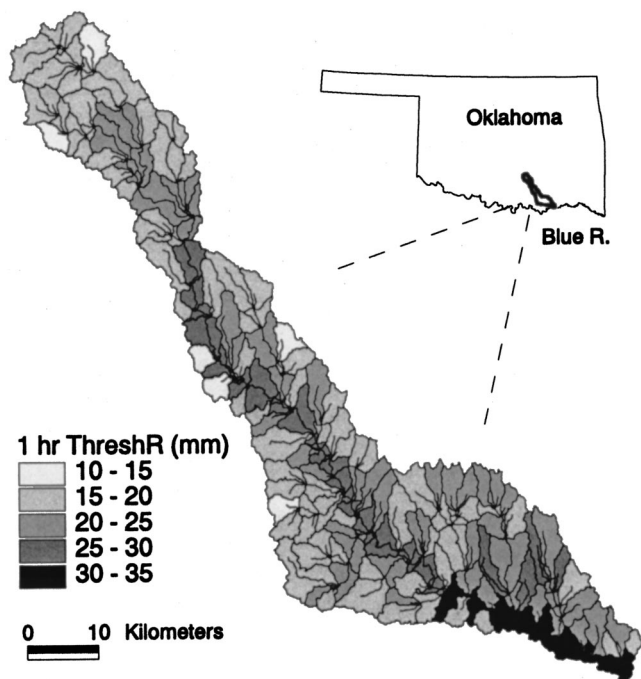 Oklahoma
Blue R.
1 hr ThreshR (mm)
10 - 15
15 - 20
20 - 25
25 - 30
30 - 35
0 10 Kilometers